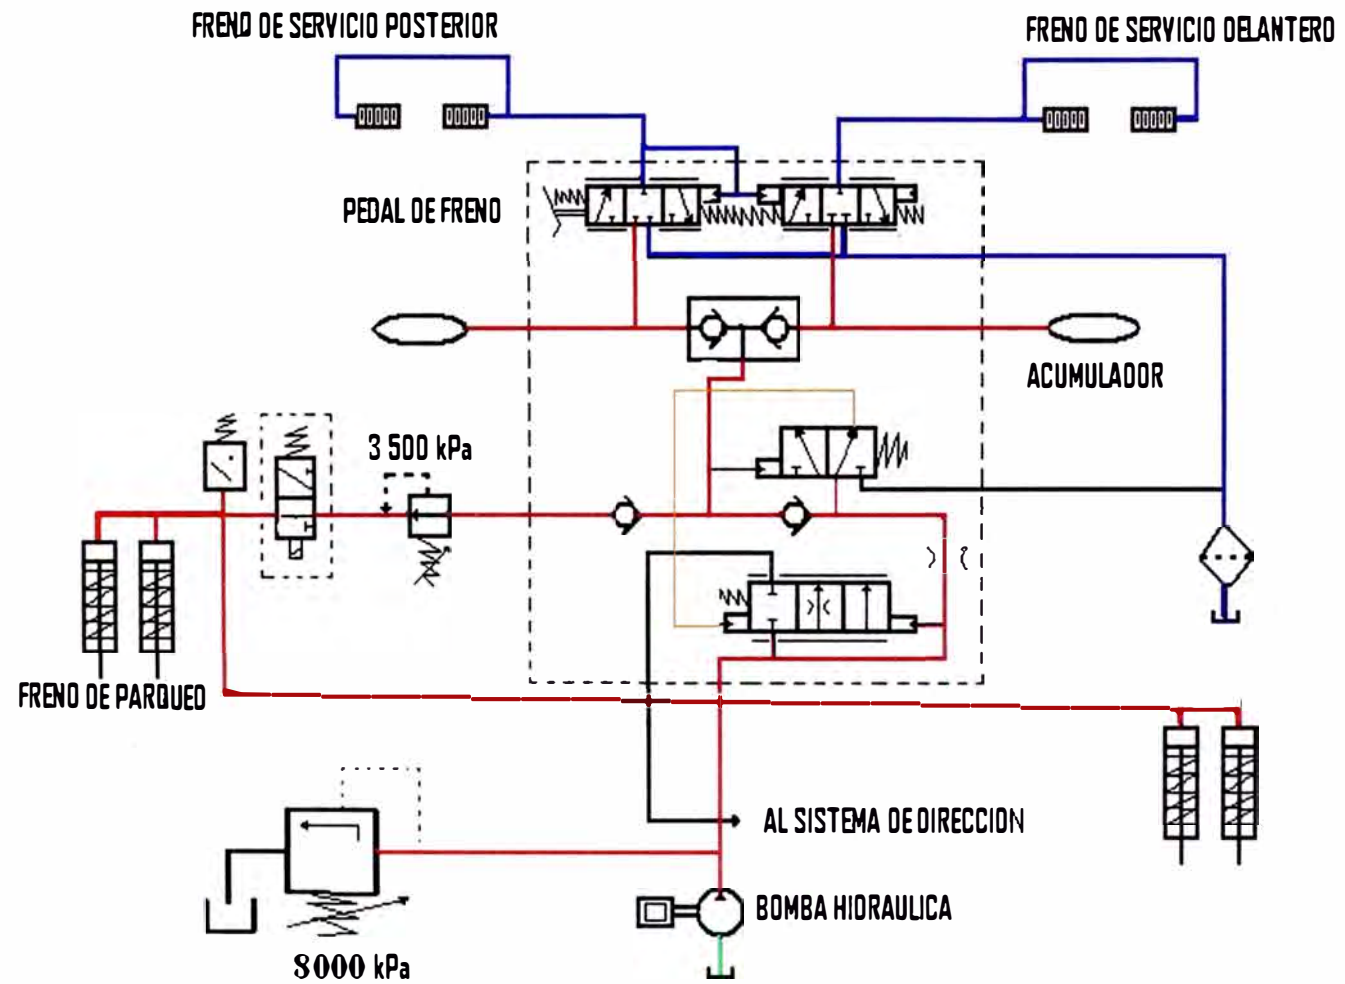 FRENO DE SERVICIO POSTERIOR
FRENO DE SERVICIO DELANTERO
PEDAL DE FRENO
ACUMULADOR
3 500 kPa
FRENO DE PARQUEO
AL SISTEMA DE DIRECCION
BOMBA HIDRAULICA
8000 kPa